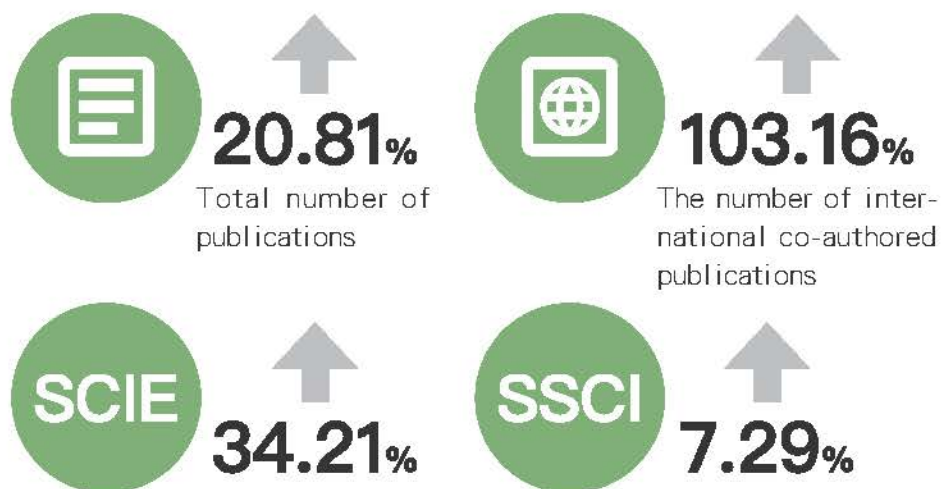 20.81%
Total number of
publications
103.16%
The number of inter-
national co-authored
publications
SCIE
34.21%
SSCI
7.29%